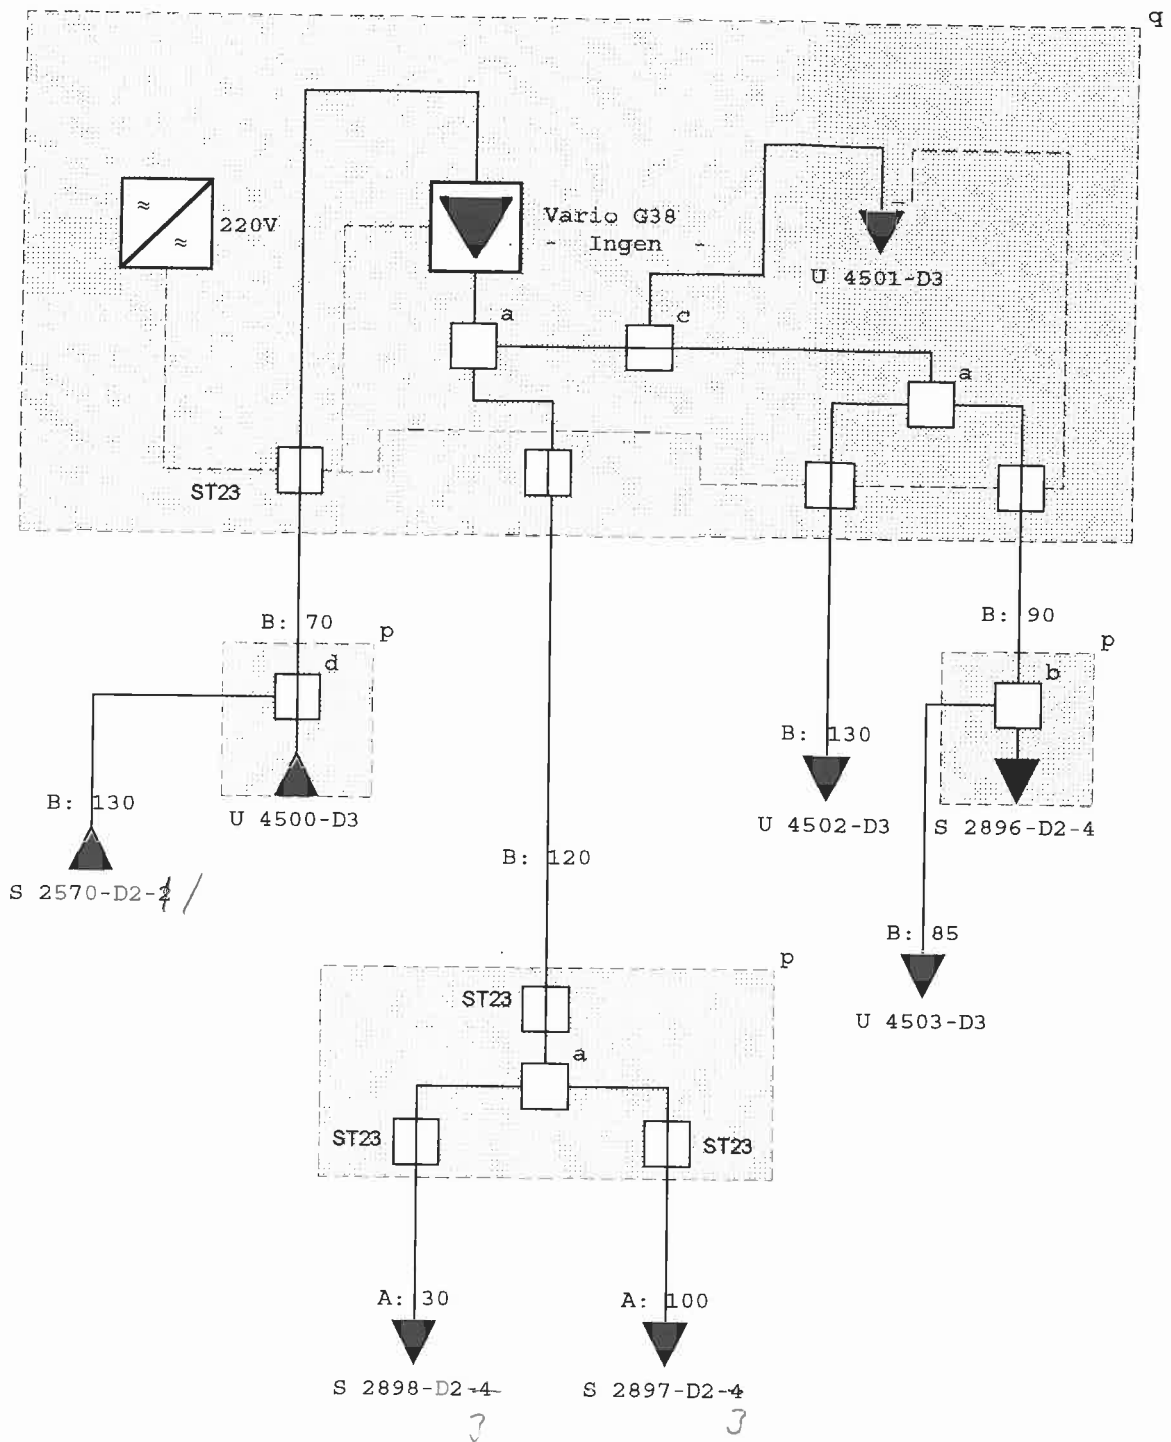 q
220V
Vario G38
- Ingen -
U 4501-D3
a
c
a
ST23
B: 70
p
d
B: 90
p
b
B: 130
U 4500-D3
B: 130
U 4502-D3
S 2896-D2-4
B: 120
S 2570-D2-
B: 85
U 4503-D3
p
ST23
a
ST23
ST23
A: 30
A: 100
S 2898-D2-4
S 2897-D2-4
3
3